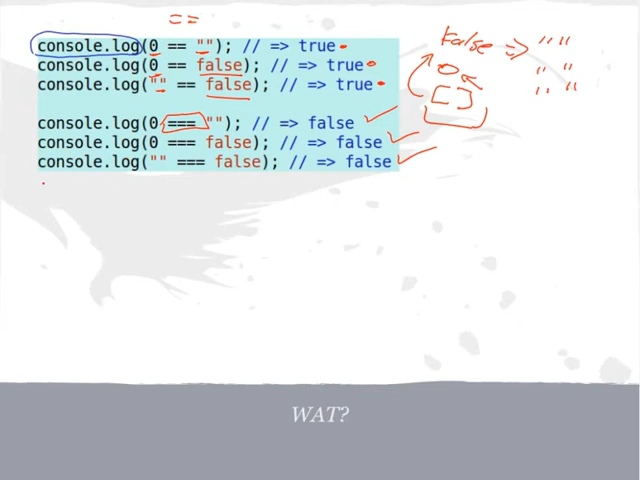 ==
console.log(0 == ""); // => true
console.log(0 == false); // => true
console.log("" == false); // => true
console.log(0 === ""); // => false
console.log(0 === false); // => false
console.log("" === false); // => false
False => " "
0 " "
[ ] " "
WAT?